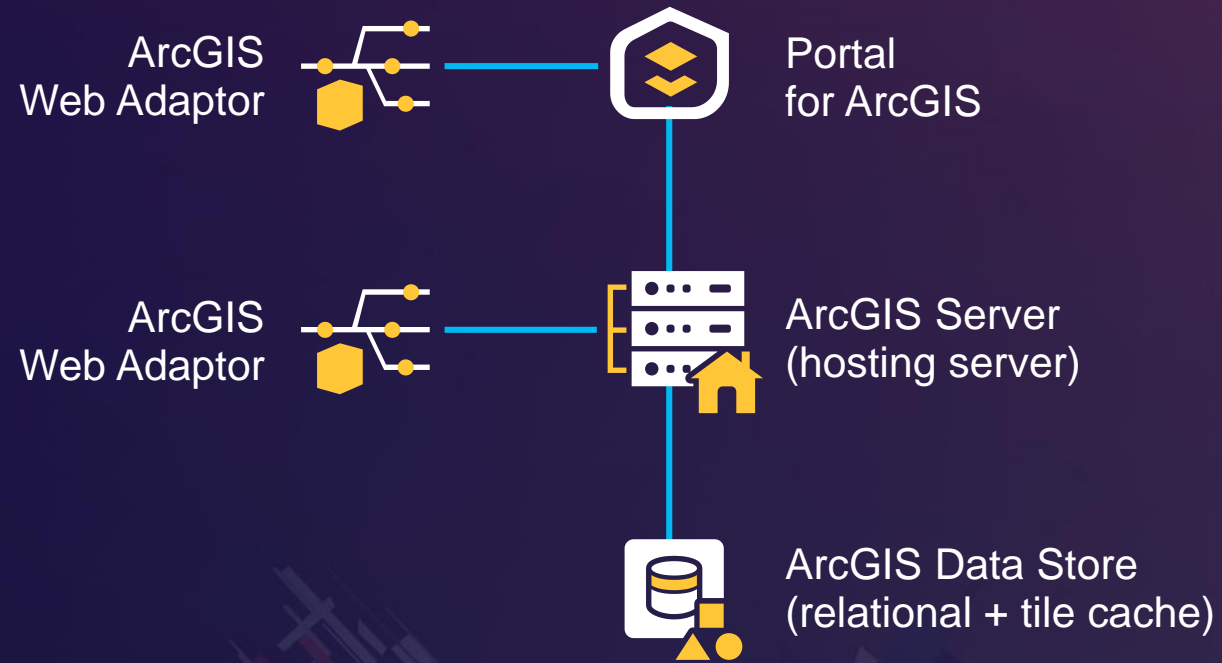 ArcGIS
Web Adaptor
Portal
for ArcGIS
ArcGIS
Web Adaptor
ArcGIS Server
(hosting server)
ArcGIS Data Store
(relational + tile cache)